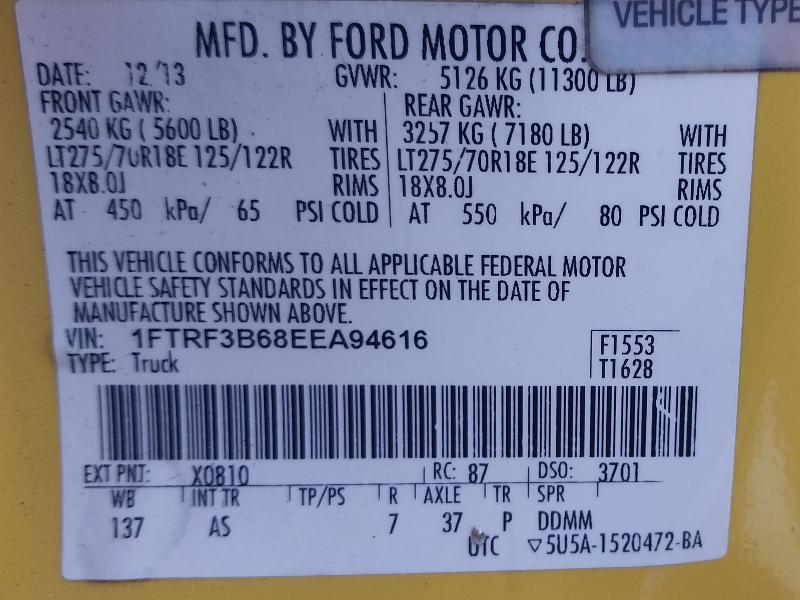 VEHICLE TYPE
MFD. BY FORD MOTOR CO.
DATE: 12/13 GVWR: 5126 KG (11300 LB)
FRONT GAWR: REAR GAWR:
2540 KG ( 5600 LB) WITH 3257 KG ( 7180 LB) WITH
LT275/70R18E 125/122R TIRES LT275/70R18E 125/122R TIRES
18X8.0J RIMS 18X8.0J RIMS
AT 450 kPa/ 65 PSI COLD AT 550 kPa/ 80 PSI COLD
THIS VEHICLE CONFORMS TO ALL APPLICABLE FEDERAL MOTOR
VEHICLE SAFETY STANDARDS IN EFFECT ON THE DATE OF
MANUFACTURE SHOWN ABOVE.
VIN: 1FTRF3B68EEA94616
TYPE: Truck
F1553
T1628
EXT PNT: X0810 RC: 87 DSO: 3701
WB INT TR TP/PS R AXLE TR SPR
137 AS 7 37 P DDMM
UTC ▽5U5A-1520472-BA